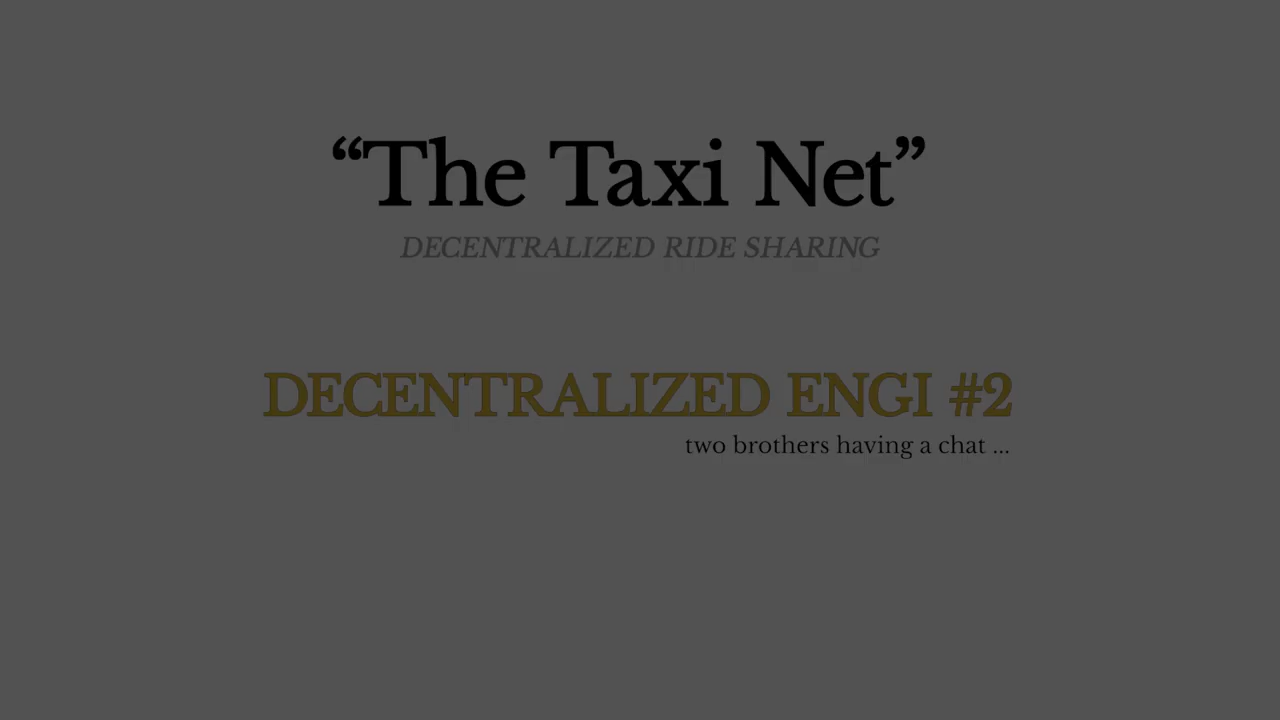 “The Taxi Net”
DECENTRALIZED RIDE SHARING
DECENTRALIZED ENGI #2
two brothers having a chat ...